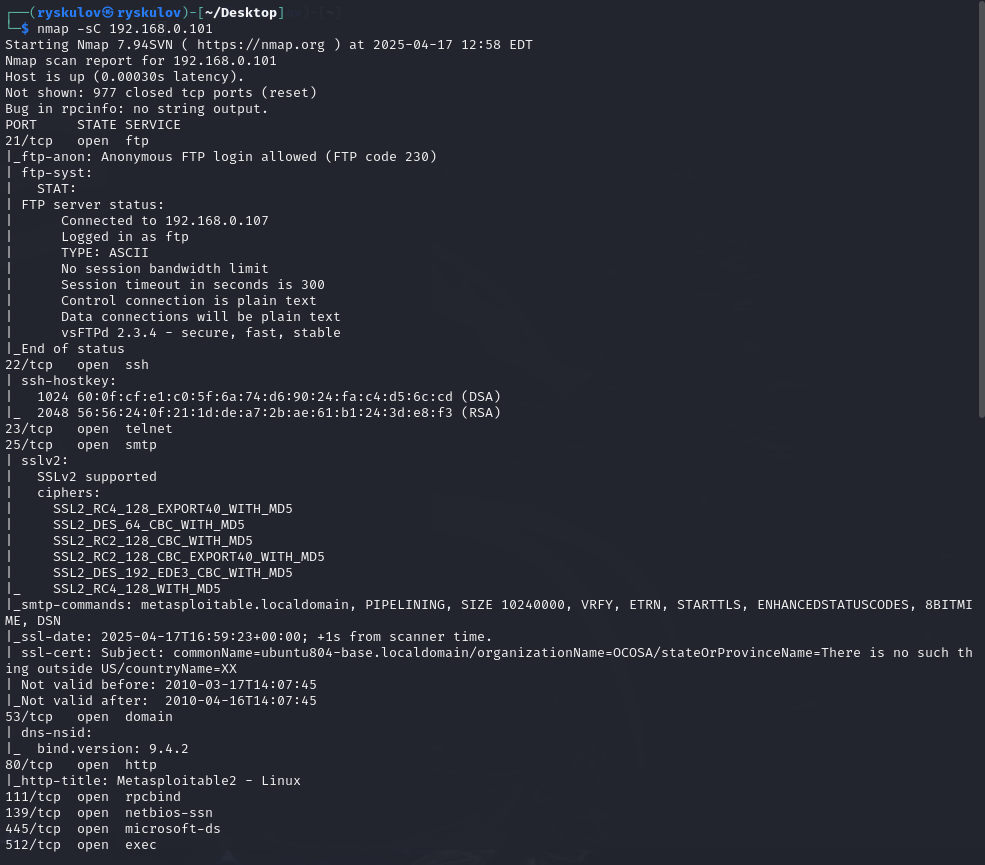 ┌──(ryskulov㉿ryskulov)-[~/Desktop]
└─$ nmap -sC 192.168.0.101
Starting Nmap 7.94SVN ( https://nmap.org ) at 2025-04-17 12:58 EDT
Nmap scan report for 192.168.0.101
Host is up (0.00030s latency).
Not shown: 977 closed tcp ports (reset)
Bug in rpcinfo: no string output.
PORT     STATE SERVICE
21/tcp   open  ftp
|_ftp-anon: Anonymous FTP login allowed (FTP code 230)
| ftp-syst:
|   STAT:
| FTP server status:
|      Connected to 192.168.0.107
|      Logged in as ftp
|      TYPE: ASCII
|      No session bandwidth limit
|      Session timeout in seconds is 300
|      Control connection is plain text
|      Data connections will be plain text
|      vsFTPd 2.3.4 - secure, fast, stable
|_End of status
22/tcp   open  ssh
| ssh-hostkey:
|   1024 60:0f:cf:e1:c0:5f:6a:74:d6:90:24:fa:c4:d5:6c:cd (DSA)
|_  2048 56:56:24:0f:21:1d:de:a7:2b:ae:61:b1:24:3d:e8:f3 (RSA)
23/tcp   open  telnet
25/tcp   open  smtp
| sslv2:
|   SSLv2 supported
|   ciphers:
|     SSL2_RC4_128_EXPORT40_WITH_MD5
|     SSL2_DES_64_CBC_WITH_MD5
|     SSL2_RC2_128_CBC_WITH_MD5
|     SSL2_RC2_128_CBC_EXPORT40_WITH_MD5
|     SSL2_DES_192_EDE3_CBC_WITH_MD5
|_    SSL2_RC4_128_WITH_MD5
|_smtp-commands: metasploitable.localdomain, PIPELINING, SIZE 10240000, VRFY, ETRN, STARTTLS, ENHANCEDSTATUSCODES, 8BITMI
ME, DSN
|_ssl-date: 2025-04-17T16:59:23+00:00; +1s from scanner time.
| ssl-cert: Subject: commonName=ubuntu804-base.localdomain/organizationName=OCOSA/stateOrProvinceName=There is no such th
ing outside US/countryName=XX
| Not valid before: 2010-03-17T14:07:45
|_Not valid after:  2010-04-16T14:07:45
53/tcp   open  domain
| dns-nsid:
|_  bind.version: 9.4.2
80/tcp   open  http
|_http-title: Metasploitable2 - Linux
111/tcp  open  rpcbind
139/tcp  open  netbios-ssn
445/tcp  open  microsoft-ds
512/tcp  open  exec